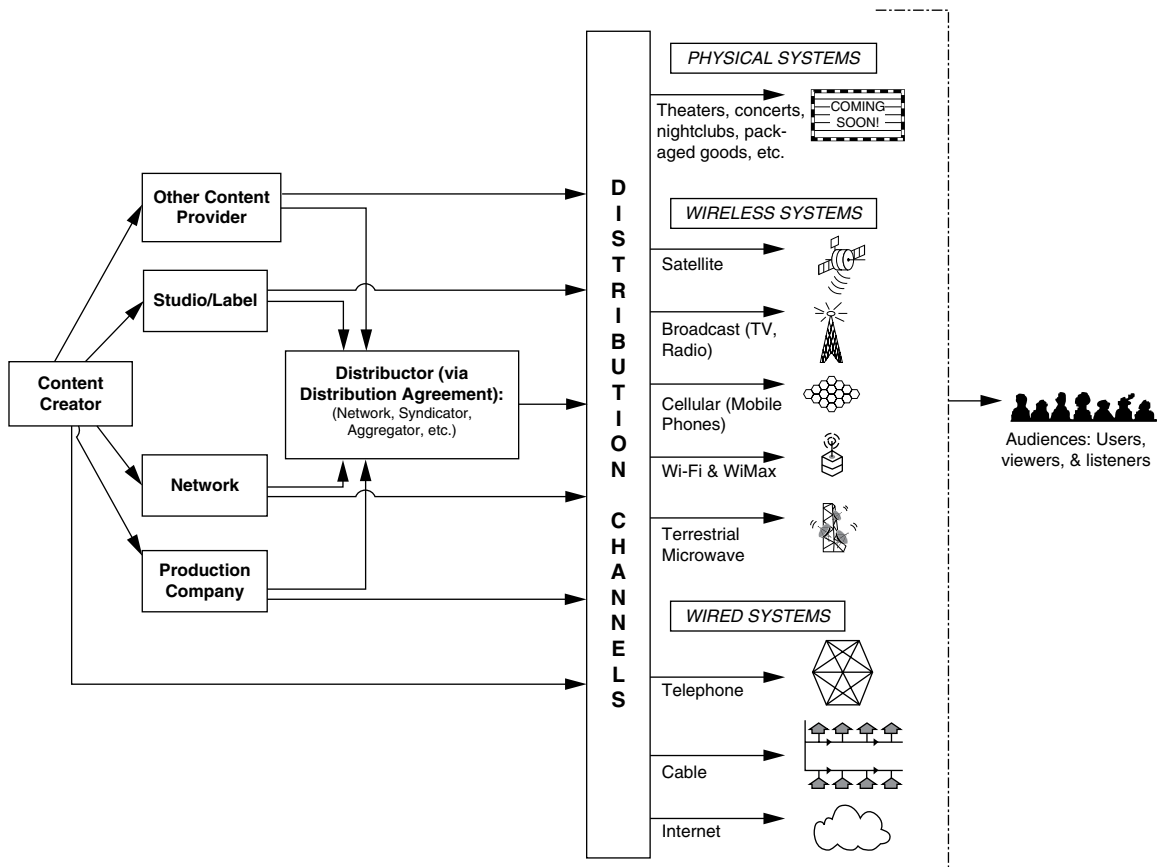 Content
Creator
Other Content
Provider
Studio/Label
Network
Production
Company
Distributor (via
Distribution Agreement):
(Network, Syndicator,
Aggregator, etc.)
DISTRIBUTION CHANNELS
PHYSICAL SYSTEMS
Theaters, concerts,
nightclubs, pack-
aged goods, etc.
COMING
SOON!
WIRELESS SYSTEMS
Satellite
Broadcast (TV,
Radio)
Cellular (Mobile
Phones)
Wi-Fi & WiMax
Terrestrial
Microwave
WIRED SYSTEMS
Telephone
Cable
Internet
Audiences: Users,
viewers, & listeners